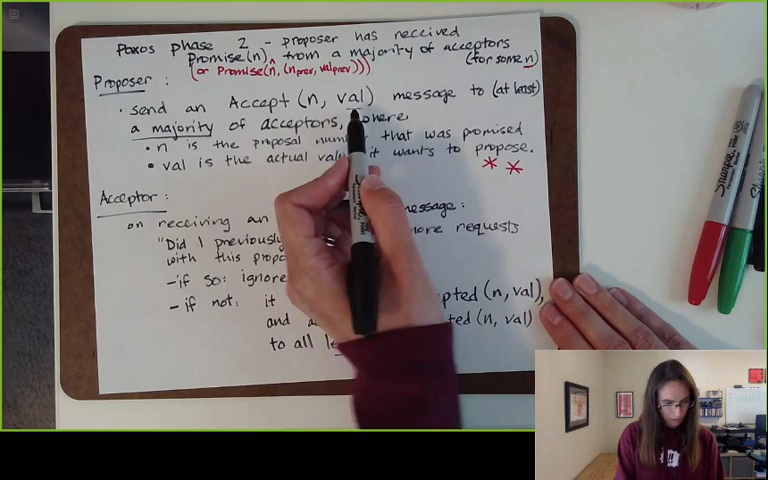 Paxos phase 2 - proposer has received
Promise(n) ^ from a majority of acceptors
(or Promise(n, (nprev, valprev))) (for some n)
Proposer :
• send an Accept (n, val) message to (at least)
a majority of acceptors, where
• n is the proposal num that was promised
• val is the actual val it wants to propose.
* *
Acceptor :
on receiving an message:
"Did I previously ignore requests
with this prop
- if so: ignore
- if not: it pted (n, val),
and a ted (n, val)
to all le
Sharpie